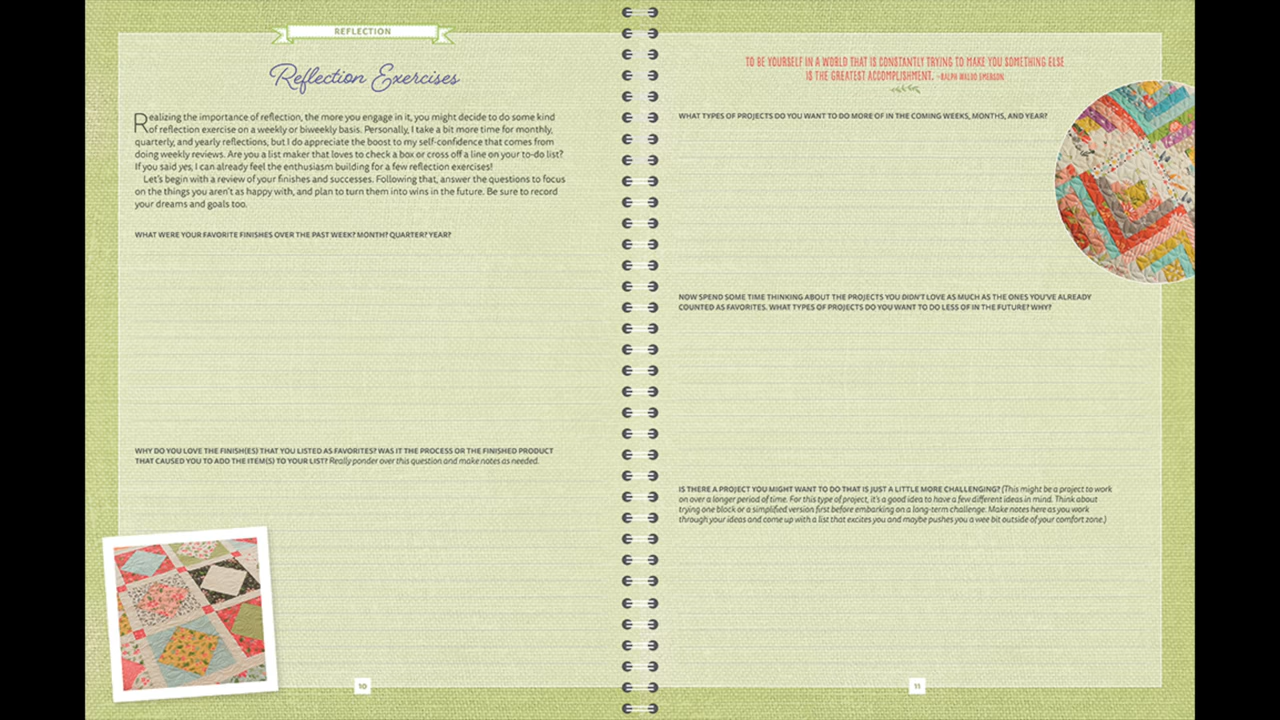 REFLECTION
Reflection Exercises
Realizing the importance of reflection, the more you engage in it, you might decide to do some kind
of reflection exercise on a weekly or biweekly basis. Personally, I take a bit more time for monthly,
quarterly, and yearly reflections, but I do appreciate the boost to my self-confidence that comes from
doing weekly reviews. Are you a list maker that loves to check a box or cross off a line on your to-do list?
If you said yes, I can already feel the enthusiasm building for a few reflection exercises!
Let's begin with a review of your finishes and successes. Following that, answer the questions to focus
on the things you aren't as happy with, and plan to turn them into wins in the future. Be sure to record
your dreams and goals too.
WHAT WERE YOUR FAVORITE FINISHES OVER THE PAST WEEK? MONTH? QUARTER? YEAR?
WHY DO YOU LOVE THE FINISH(ES) THAT YOU LISTED AS FAVORITES? WAS IT THE PROCESS OR THE FINISHED PRODUCT
THAT CAUSED YOU TO ADD THE ITEM(S) TO YOUR LIST? Really ponder over this question and make notes as needed.
10
TO BE YOURSELF IN A WORLD THAT IS CONSTANTLY TRYING TO MAKE YOU SOMETHING ELSE
IS THE GREATEST ACCOMPLISHMENT. ~RALPH WALDO EMERSON
WHAT TYPES OF PROJECTS DO YOU WANT TO DO MORE OF IN THE COMING WEEKS, MONTHS, AND YEAR?
NOW SPEND SOME TIME THINKING ABOUT THE PROJECTS YOU DIDN'T LOVE AS MUCH AS THE ONES YOU'VE ALREADY
COUNTED AS FAVORITES. WHAT TYPES OF PROJECTS DO YOU WANT TO DO LESS OF IN THE FUTURE? WHY?
IS THERE A PROJECT YOU MIGHT WANT TO DO THAT IS JUST A LITTLE MORE CHALLENGING? (This might be a project to work
on over a longer period of time. For this type of project, it's a good idea to have a few different ideas in mind. Think about
trying one block or a simplified version first before embarking on a long-term challenge. Make notes here as you work
through your ideas and come up with a list that excites you and maybe pushes you a wee bit outside of your comfort zone.)
11